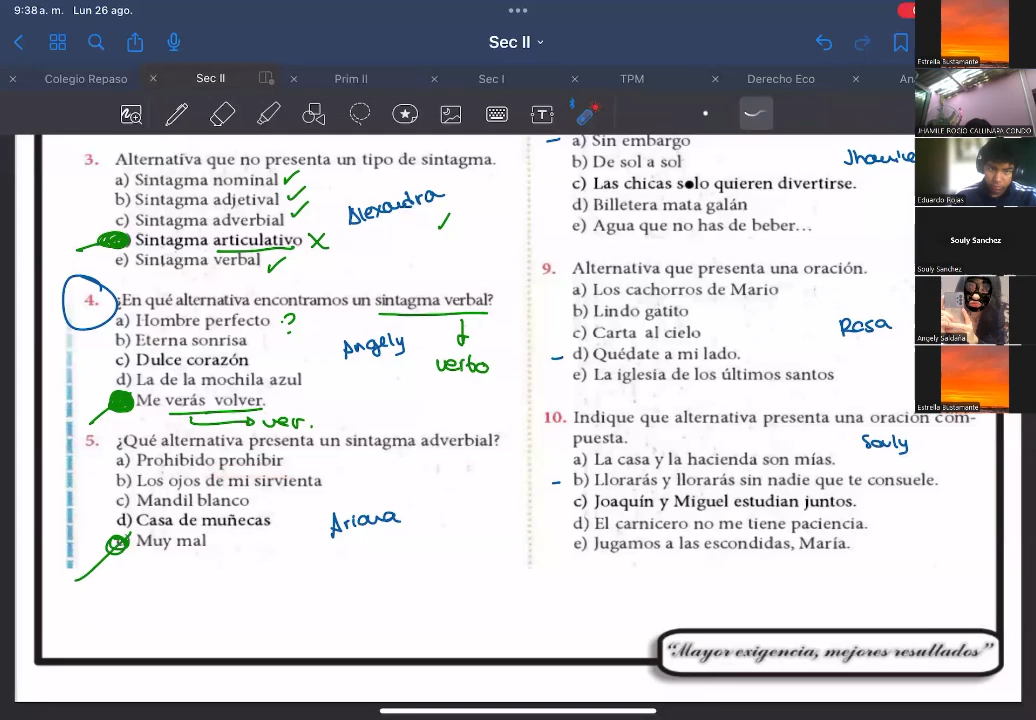 9:38 a. m. Lun 26 ago.
Sec II
Colegio Repaso
Sec II
Prim II
Sec I
TPM
Derecho Eco
An
3. Alternativa que no presenta un tipo de sintagma.
a) Sintagma nominal
b) Sintagma adjetival
c) Sintagma adverbial
Sintagma articulativo
e) Sintagma verbal
Alexandra
4. ¿En qué alternativa encontramos un sintagma verbal?
a) Hombre perfecto ?
b) Eterna sonrisa
c) Dulce corazón
d) La de la mochila azul
Me verás volver.
Angely
verbo
ver.
5. ¿Qué alternativa presenta un sintagma adverbial?
a) Prohibido prohibir
b) Los ojos de mi sirvienta
c) Mandil blanco
d) Casa de muñecas
Muy mal
Ariana
a) Sin embargo
b) De sol a sol
c) Las chicas solo quieren divertirse.
d) Billetera mata galán
e) Agua que no has de beber...
9. Alternativa que presenta una oración.
a) Los cachorros de Mario
b) Lindo gatito
c) Carta al cielo
d) Quédate a mi lado.
e) La iglesia de los últimos santos
Rosa
10. Indique que alternativa presenta una oración com-
puesta.
Souly
a) La casa y la hacienda son mías.
b) Llorarás y llorarás sin nadie que te consuele.
c) Joaquín y Miguel estudian juntos.
d) El carnicero no me tiene paciencia.
e) Jugamos a las escondidas, María.
"Mayor exigencia, mejores resultados"
Estrella Bustamante
JHAMILE ROCIO CALLINAPA CONDO
Eduardo Rojas
Souly Sanchez
Souly Sanchez
Angely Saldaña
Estrella Bustamante